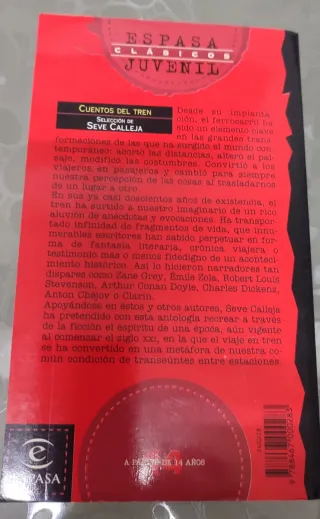 ESPASA
CLÁSICOS
JUVENIL
CUENTOS DEL TREN
SELECCIÓN DE
SEVE CALLEJA
Desde su implanta
ción, el ferrocarril ha
sido un elemento clave
en las grandes trans
formaciones de las que ha surgido el mundo con-
temporáneo: acortó las distancias, alteró el pai-
saje, modificó las costumbres. Convirtió a los
viajeros en pasajeros y cambió para siempre
nuestra percepción de las cosas al trasladarnos
de un lugar a otro.
En sus ya casi doscientos años de existencia, el
tren ha surtido a nuestro imaginario de un rico
aluvión de anécdotas y evocaciones. Ha transpor-
tado infinidad de fragmentos de vida, que innu-
merables escritores han sabido perpetuar en for-
ma de fantasía literaria, crónica viajera o
testimonio más o menos fidedigno de un aconteci-
miento histórico. Así lo hicieron narradores tan
dispares como Zane Grey, Émile Zola, Robert Louis
Stevenson, Arthur Conan Doyle, Charles Dickens,
Anton Chéjov o Clarín.
Apoyándose en éstos y otros autores, Seve Calleja
ha pretendido con esta antología recrear a través
de la ficción el espíritu de una época, aún vigente
al comenzar el siglo XXI, en la que el viaje en tren
se ha convertido en una metáfora de nuestra co-
mún condición de transeúntes entre estaciones
14
A PARTIR DE 14 AÑOS
e
ESPASA